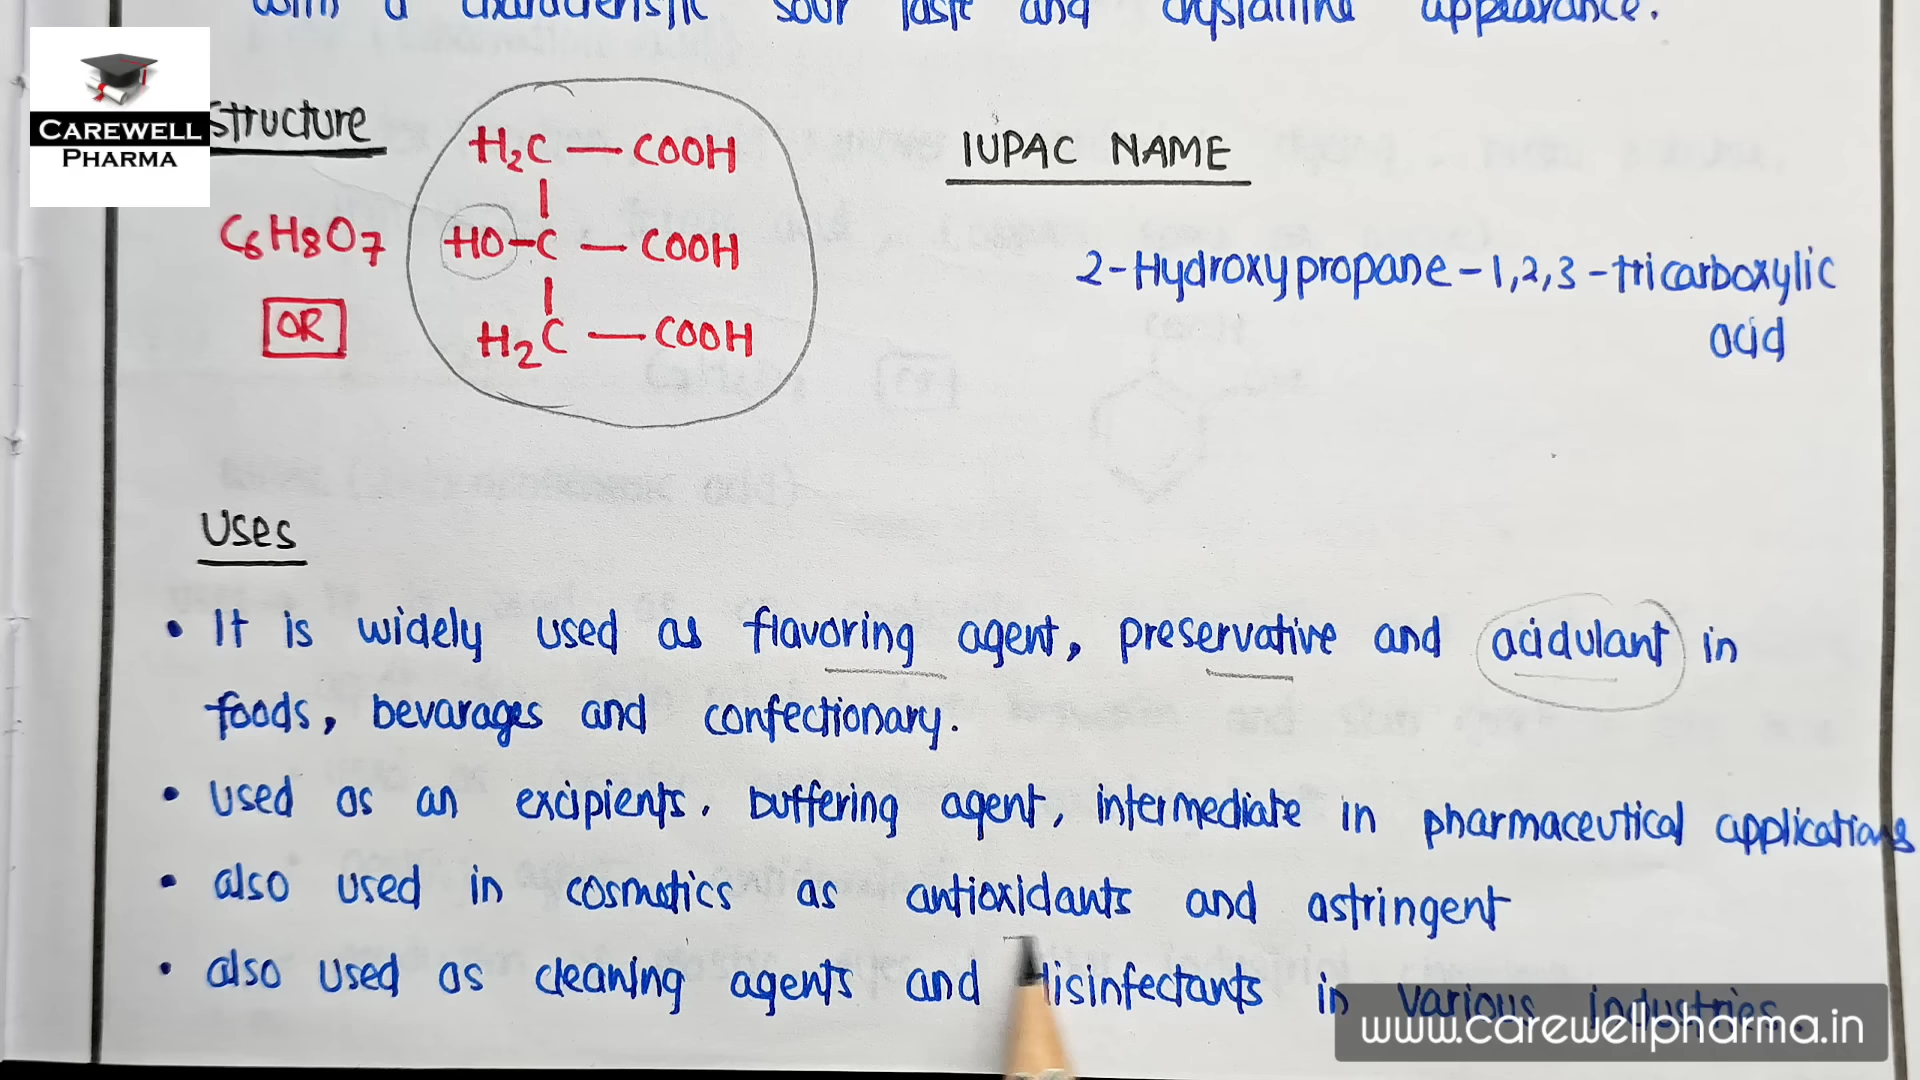 with a characteristic sour taste and crystalline appearance.
CAREWELL
PHARMA
Structure
C6H8O7
OR
H2C — COOH
HO-C — COOH
H2C — COOH
IUPAC NAME
2-Hydroxypropane-1,2,3-tricarboxylic
acid
Uses
• It is widely used as flavoring agent, preservative and acidulant in
foods, bevarages and confectionary.
• used as an excipients, buffering agent, intermediate in pharmaceutical applications
• also used in cosmetics as antioxidants and astringent
• also used as cleaning agents and disinfectants in various industries.
www.carewellpharma.in